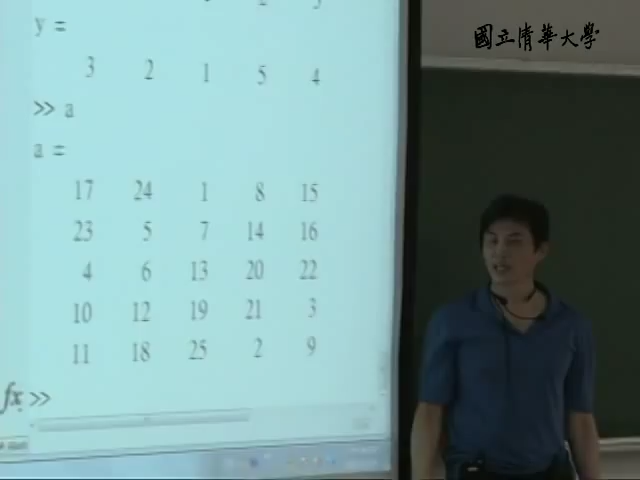 國立清華大學
y =
3 2 1 5 4
>> a
a =
17 24 1 8 15
23 5 7 14 16
4 6 13 20 22
10 12 19 21 3
11 18 25 2 9
fx >>